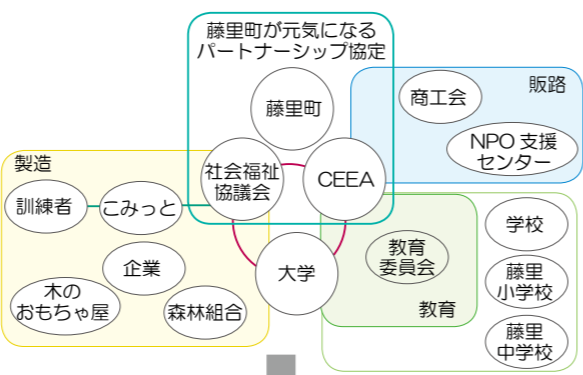 藤里町が元気になる
パートナーシップ協定
藤里町
社会福祉
協議会
CEEA
販路
商工会
NPO 支援
センター
製造
訓練者
こみっと
企業
木の
おもちゃ屋
森林組合
大学
教育
委員会
教育
学校
藤里
小学校
藤里
中学校